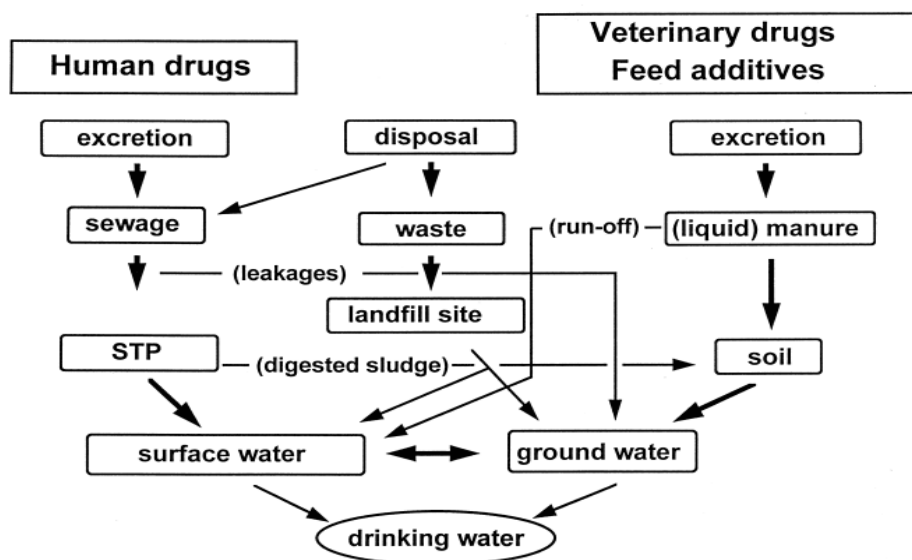 Human drugs
Veterinary drugs
Feed additives
excretion
disposal
excretion
sewage
waste
(run-off)
(liquid) manure
(leakages)
landfill site
STP
(digested sludge)
soil
surface water
ground water
drinking water